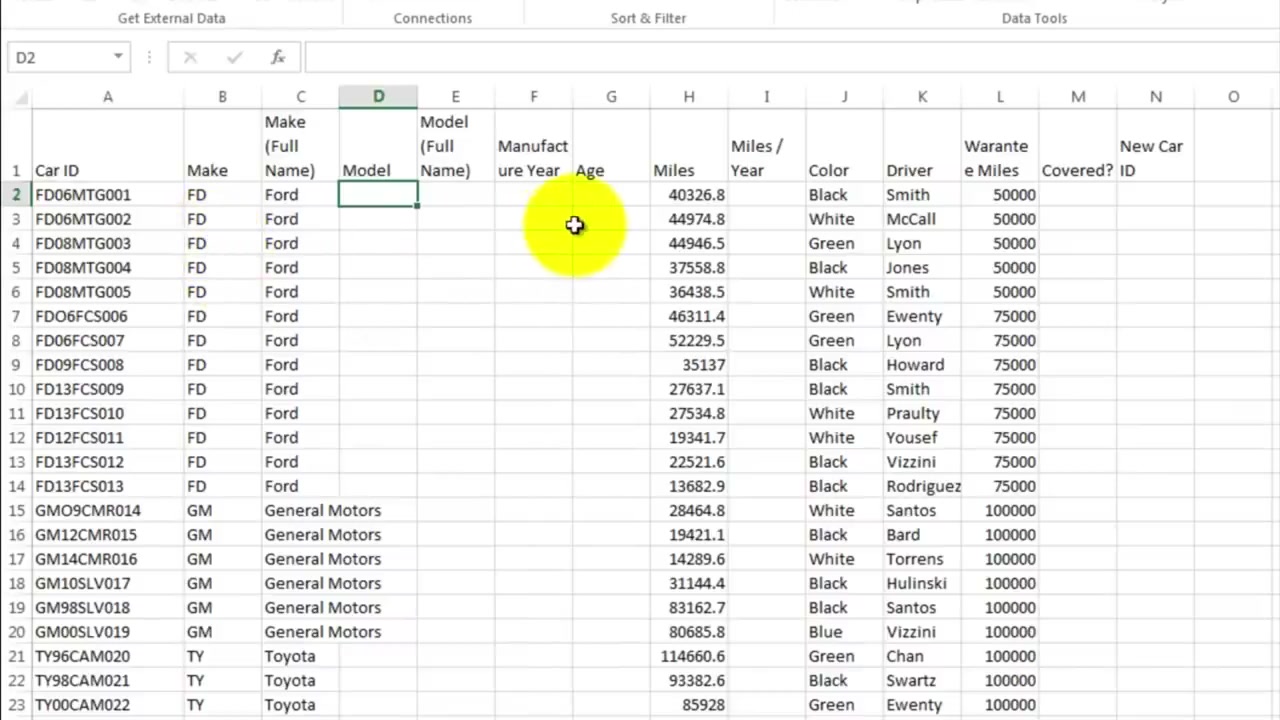 Get External Data Connections Sort & Filter Data Tools
D2 fx
A B C D E F G H I J K L M N O
Make Model
(Full (Full Manufact Miles / Warante New Car
1 Car ID Make Name) Model Name) ure Year Age Miles Year Color Driver e Miles Covered? ID
2 FD06MTG001 FD Ford 40326.8 Black Smith 50000
3 FD06MTG002 FD Ford 44974.8 White McCall 50000
4 FD08MTG003 FD Ford 44946.5 Green Lyon 50000
5 FD08MTG004 FD Ford 37558.8 Black Jones 50000
6 FD08MTG005 FD Ford 36438.5 White Smith 50000
7 FDO6FCS006 FD Ford 46311.4 Green Ewenty 75000
8 FD06FCS007 FD Ford 52229.5 Green Lyon 75000
9 FD09FCS008 FD Ford 35137 Black Howard 75000
10 FD13FCS009 FD Ford 27637.1 Black Smith 75000
11 FD13FCS010 FD Ford 27534.8 White Praulty 75000
12 FD12FCS011 FD Ford 19341.7 White Yousef 75000
13 FD13FCS012 FD Ford 22521.6 Black Vizzini 75000
14 FD13FCS013 FD Ford 13682.9 Black Rodriguez 75000
15 GMO9CMR014 GM General Motors 28464.8 White Santos 100000
16 GM12CMR015 GM General Motors 19421.1 Black Bard 100000
17 GM14CMR016 GM General Motors 14289.6 White Torrens 100000
18 GM10SLV017 GM General Motors 31144.4 Black Hulinski 100000
19 GM98SLV018 GM General Motors 83162.7 Black Santos 100000
20 GM00SLV019 GM General Motors 80685.8 Blue Vizzini 100000
21 TY96CAM020 TY Toyota 114660.6 Green Chan 100000
22 TY98CAM021 TY Toyota 93382.6 Black Swartz 100000
23 TY00CAM022 TY Toyota 85928 Green Ewenty 100000